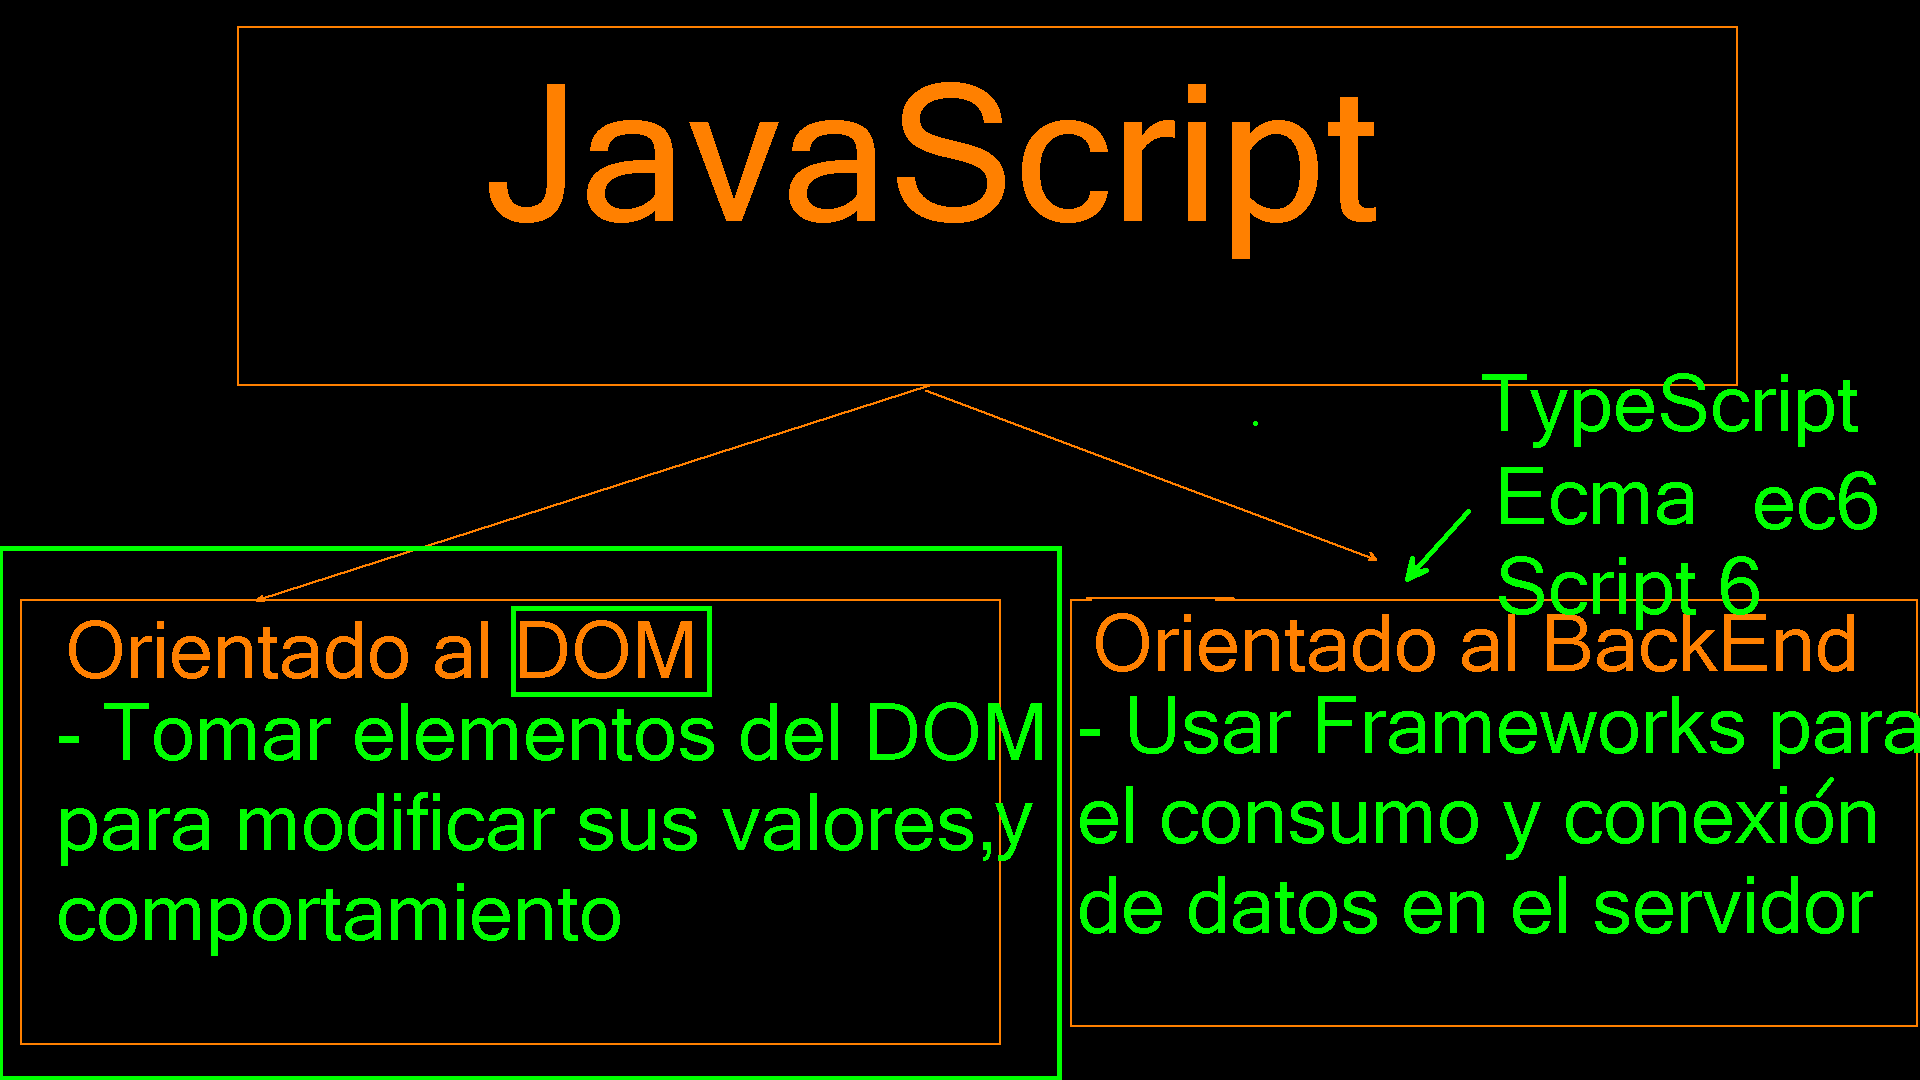 JavaScript
TypeScript
Ecma ec6
Script 6
Orientado al DOM
- Tomar elementos del DOM
para modificar sus valores,y
comportamiento
Orientado al BackEnd
- Usar Frameworks para
el consumo y conexión
de datos en el servidor